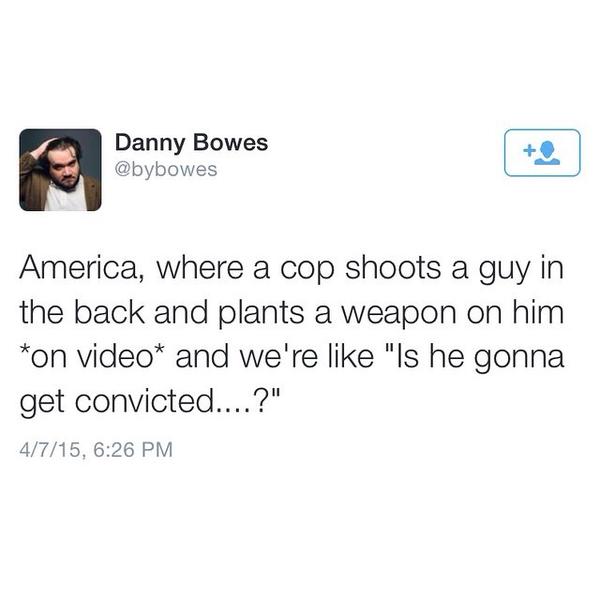 Danny Bowes
@bybowes
America, where a cop shoots a guy in
the back and plants a weapon on him
*on video* and we're like "Is he gonna
get convicted....?"
4/7/15, 6:26 PM